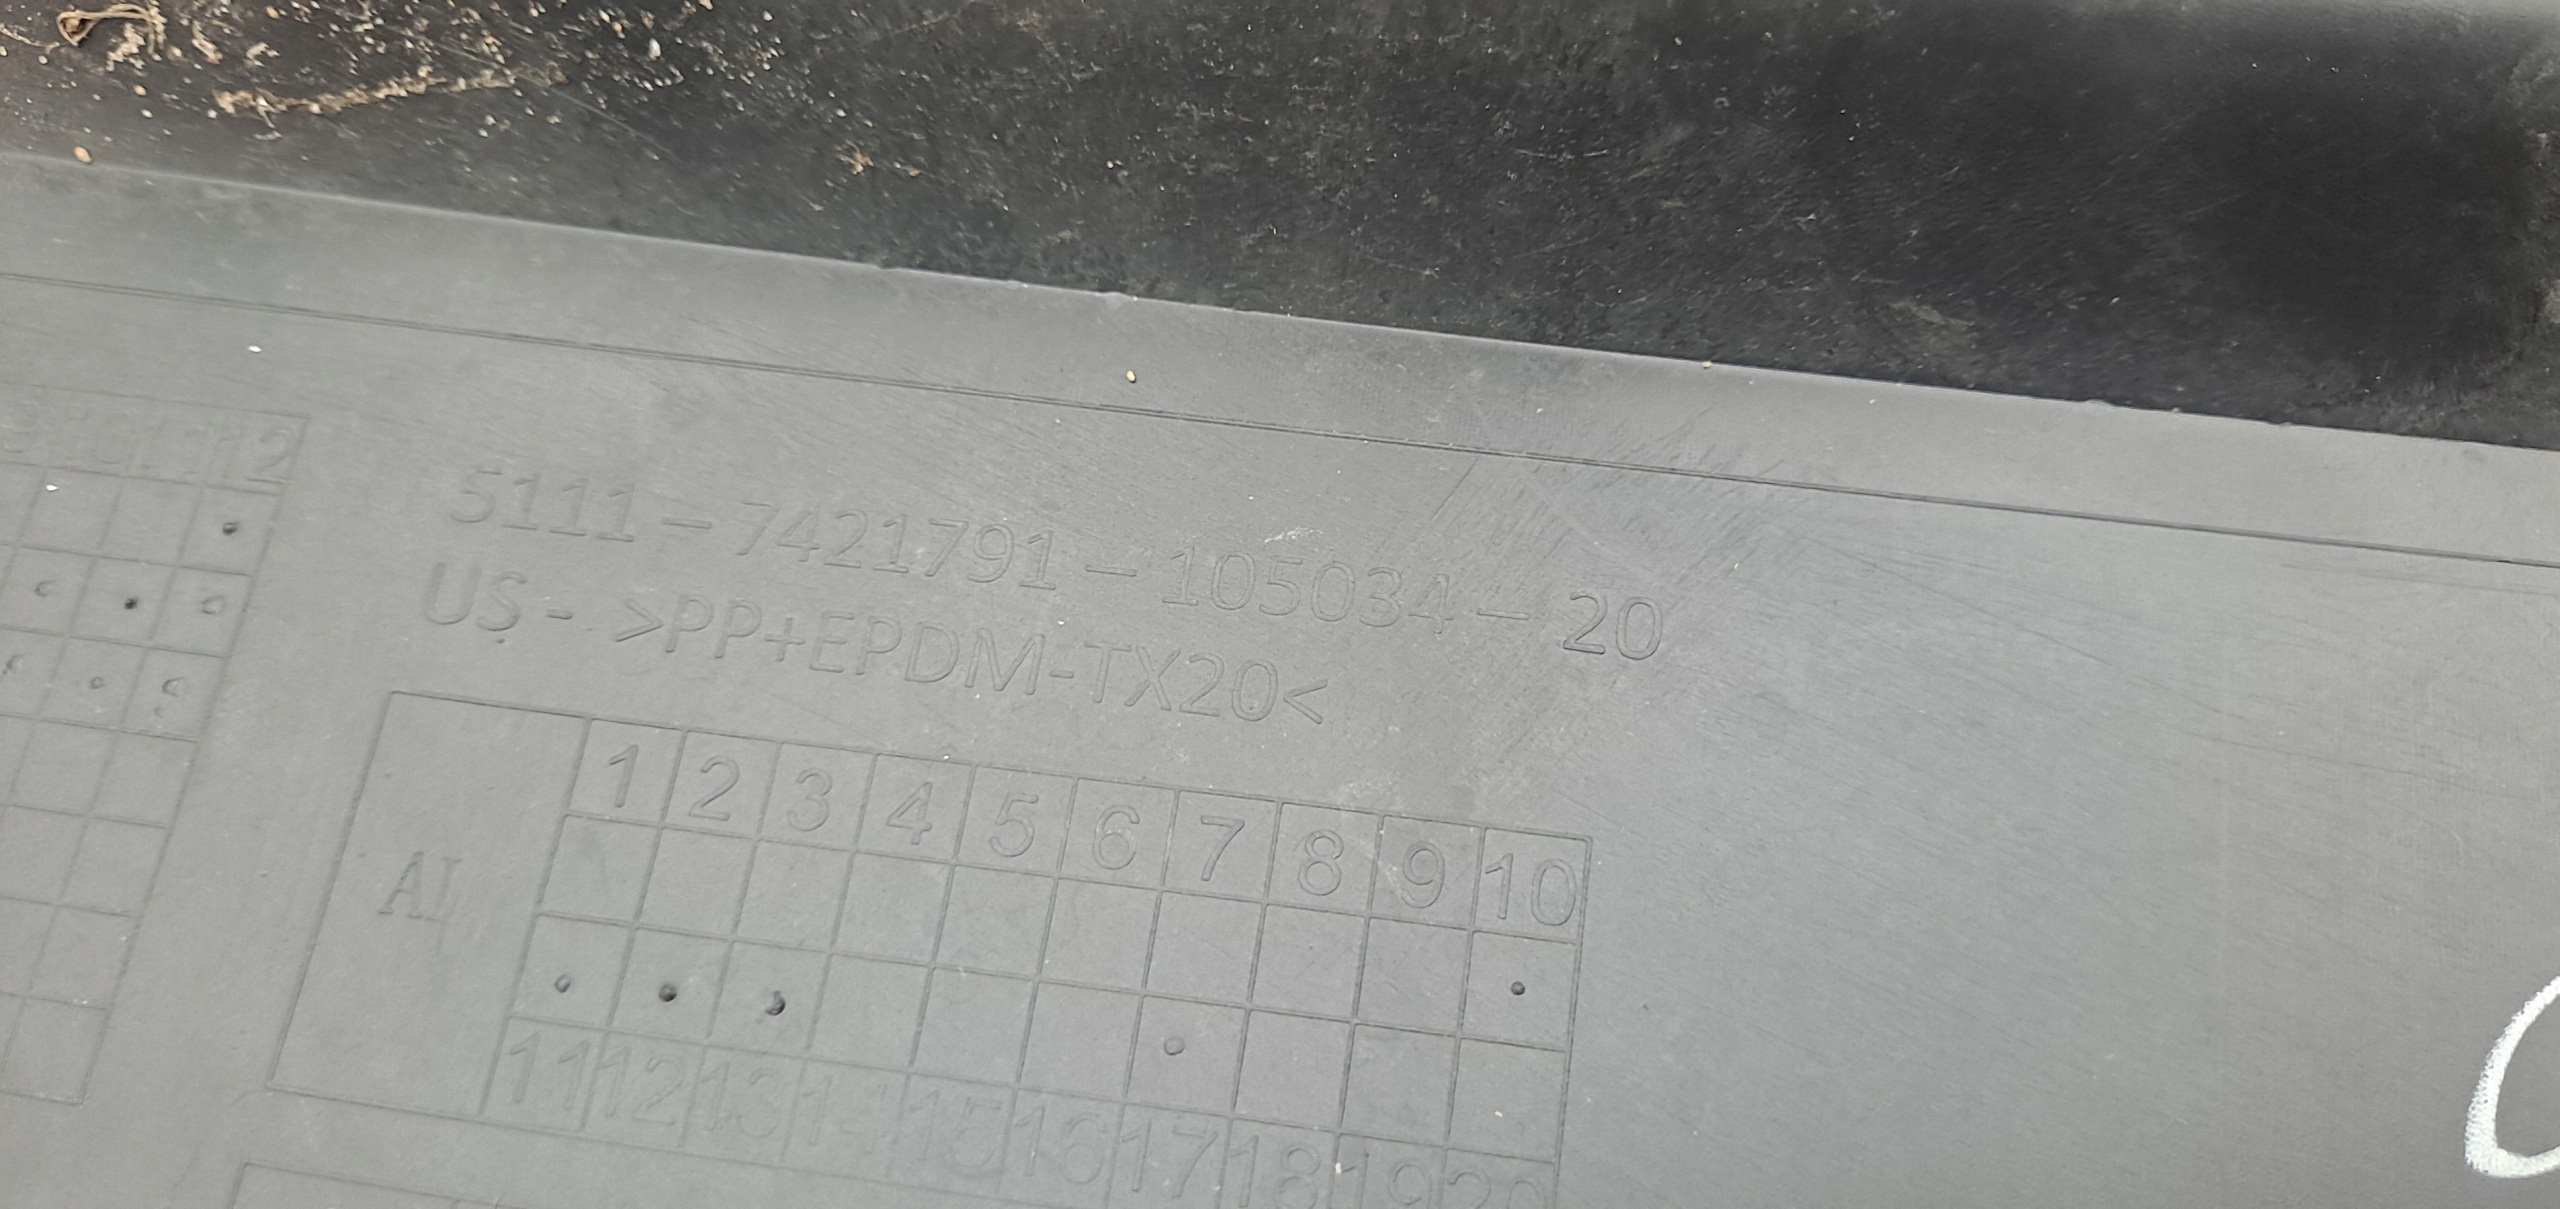 12
5111 – 7421791 – 105034 – 20
US - >PP+EPDM-TX20<
AI
1 2 3 4 5 6 7 8 9 10
11 12 13 14 15 16 17 18 19 20